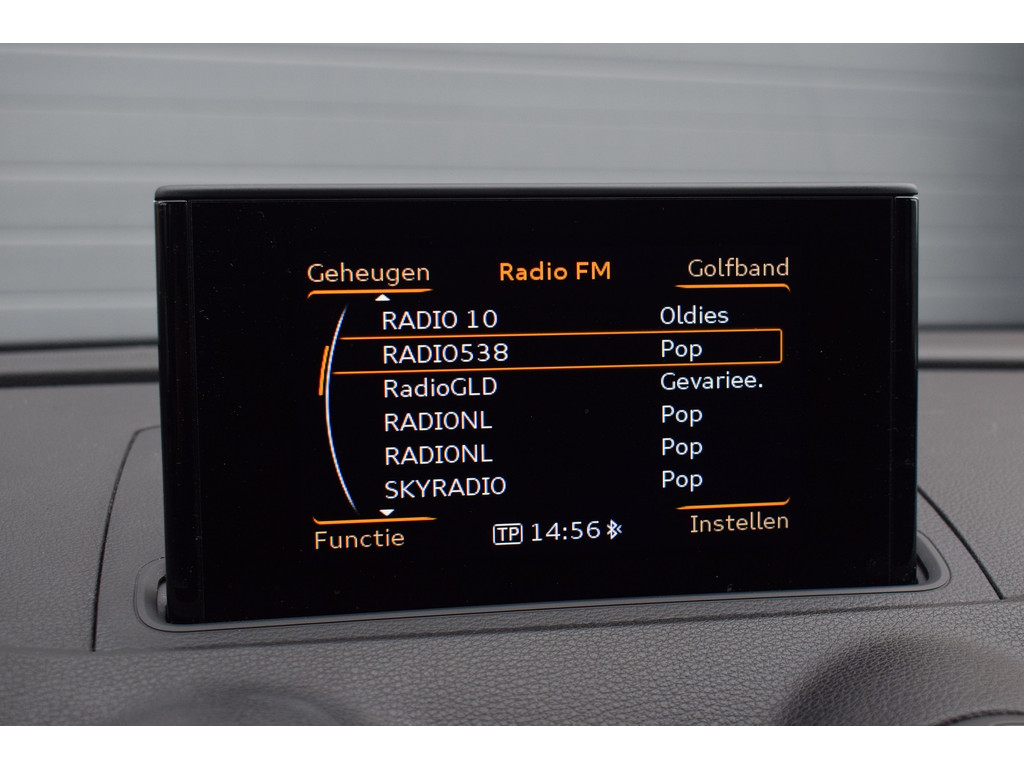 Geheugen Radio FM Golfband
RADIO 10 Oldies
RADIO538 Pop
RadioGLD Gevariee.
RADIONL Pop
RADIONL Pop
SKYRADIO Pop
Functie TP 14:56 Instellen